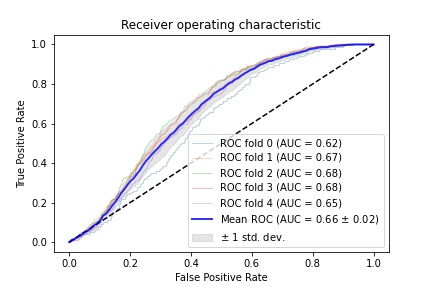 Receiver operating characteristic
True Positive Rate
1.0
0.8
0.6
0.4
0.2
0.0
ROC fold 0 (AUC = 0.62)
ROC fold 1 (AUC = 0.67)
ROC fold 2 (AUC = 0.68)
ROC fold 3 (AUC = 0.68)
ROC fold 4 (AUC = 0.65)
Mean ROC (AUC = 0.66 ± 0.02)
± 1 std. dev.
0.0 0.2 0.4 0.6 0.8 1.0
False Positive Rate